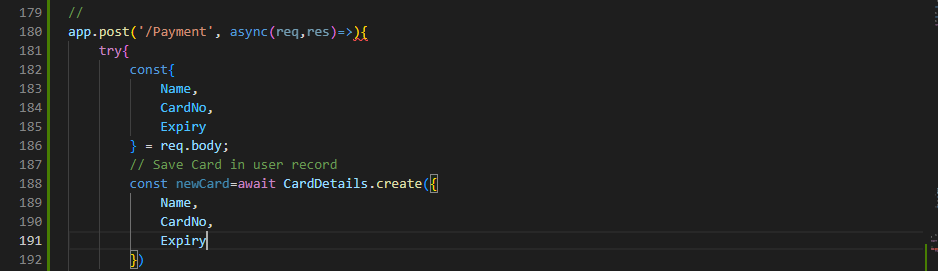 179 //
180 app.post('/Payment', async(req,res)=>){
181 try{
182 const{
183 Name,
184 CardNo,
185 Expiry
186 } = req.body;
187 // Save Card in user record
188 const newCard=await CardDetails.create({
189 Name,
190 CardNo,
191 Expiry
192 })